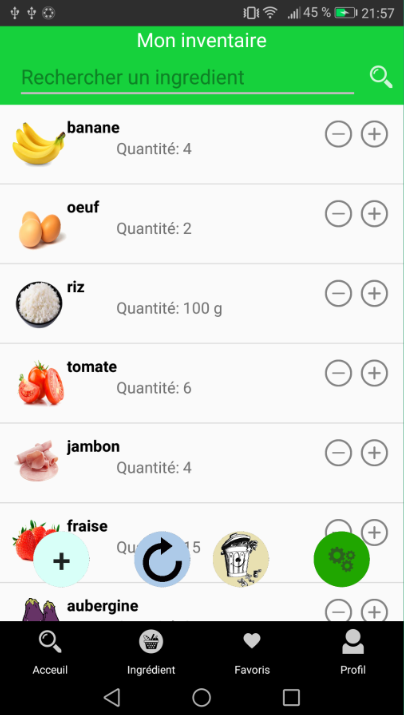 45 % 21:57
Mon inventaire
Rechercher un ingredient
banane
Quantité: 4
oeuf
Quantité: 2
riz
Quantité: 100 g
tomate
Quantité: 6
jambon
Quantité: 4
fraise
Qu 15
aubergine
Acceuil Ingrédient Favoris Profil